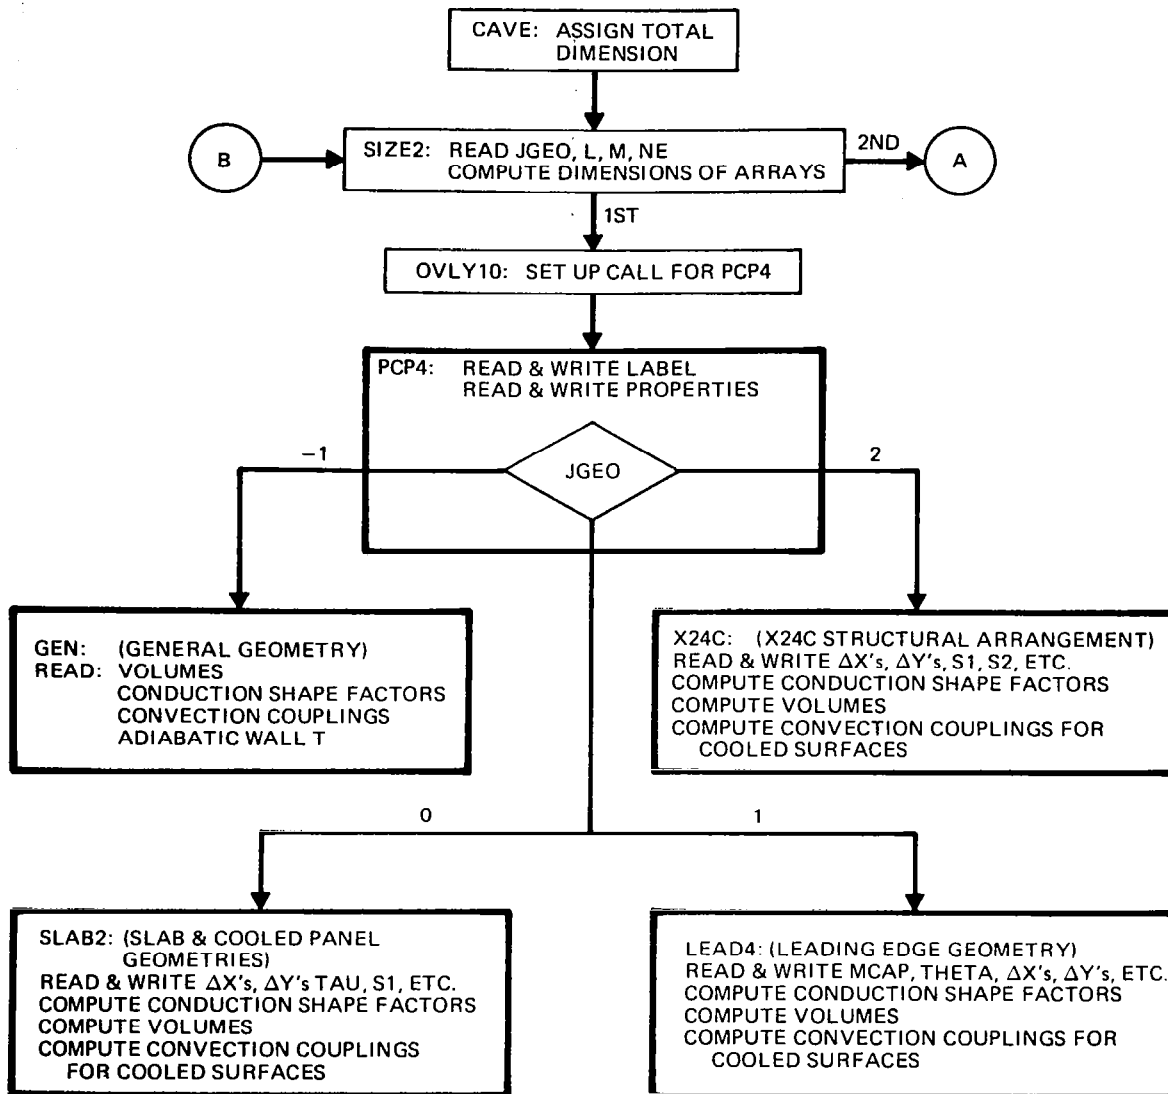 CAVE: ASSIGN TOTAL
DIMENSION
B
SIZE2: READ JGEO, L, M, NE
COMPUTE DIMENSIONS OF ARRAYS
2ND
A
1ST
OVLY10: SET UP CALL FOR PCP4
PCP4: READ & WRITE LABEL
READ & WRITE PROPERTIES
−1
JGEO
2
GEN: (GENERAL GEOMETRY)
READ: VOLUMES
CONDUCTION SHAPE FACTORS
CONVECTION COUPLINGS
ADIABATIC WALL T
X24C: (X24C STRUCTURAL ARRANGEMENT)
READ & WRITE ΔX's, ΔY's, S1, S2, ETC.
COMPUTE CONDUCTION SHAPE FACTORS
COMPUTE VOLUMES
COMPUTE CONVECTION COUPLINGS FOR
COOLED SURFACES
0
1
SLAB2: (SLAB & COOLED PANEL
GEOMETRIES)
READ & WRITE ΔX's, ΔY's TAU, S1, ETC.
COMPUTE CONDUCTION SHAPE FACTORS
COMPUTE VOLUMES
COMPUTE CONVECTION COUPLINGS
FOR COOLED SURFACES
LEAD4: (LEADING EDGE GEOMETRY)
READ & WRITE MCAP, THETA, ΔX's, ΔY's, ETC.
COMPUTE CONDUCTION SHAPE FACTORS
COMPUTE VOLUMES
COMPUTE CONVECTION COUPLINGS FOR
COOLED SURFACES